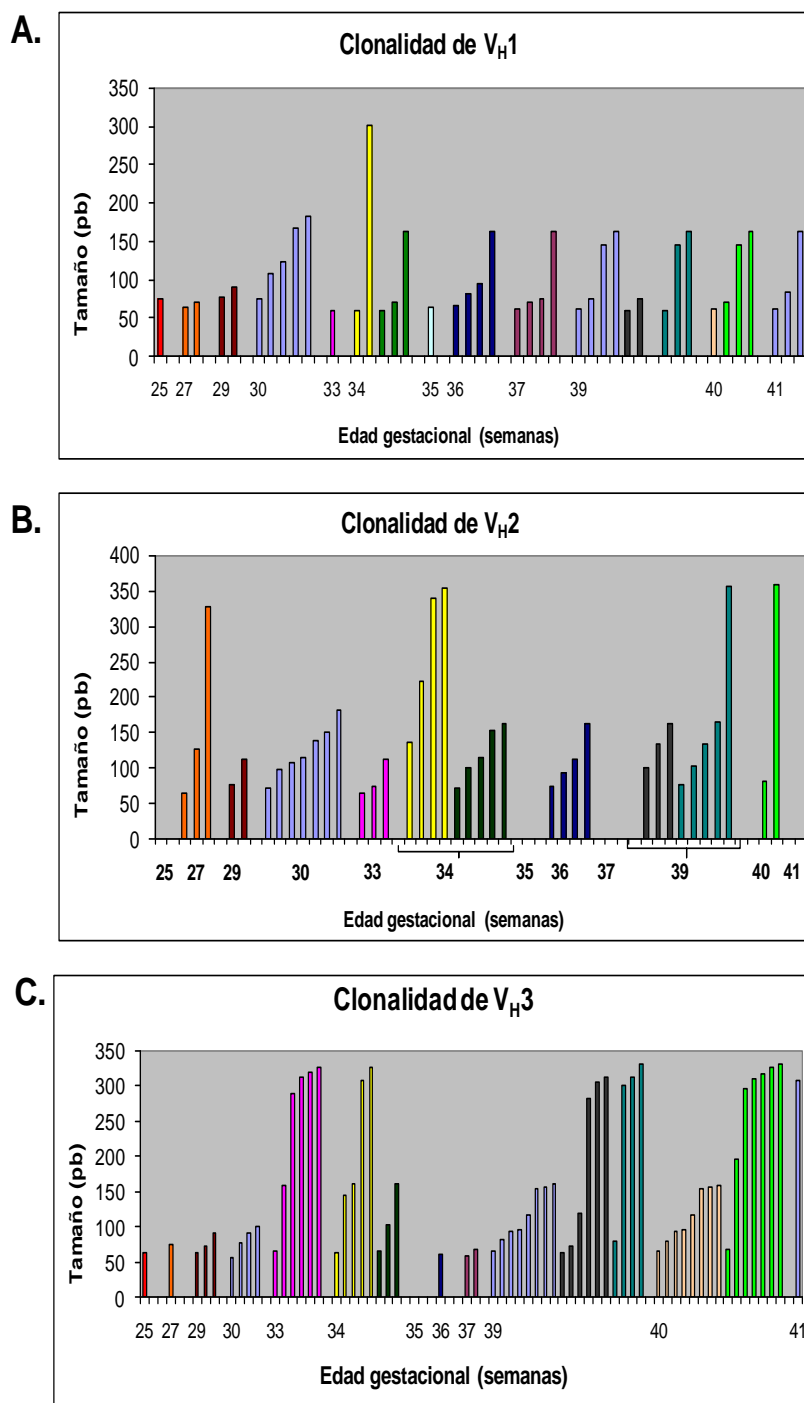 A.
Clonalidad de VH1
350
300
250
200
150
100
50
0
Tamaño (pb)
25 27 29 30 33 34 35 36 37 39 40 41
Edad gestacional (semanas)
B.
Clonalidad de VH2
400
350
300
250
200
150
100
50
0
Tamaño (pb)
25 27 29 30 33 34 35 36 37 39 40 41
Edad gestacional (semanas)
C.
Clonalidad de VH3
350
300
250
200
150
100
50
0
Tamaño (pb)
25 27 29 30 33 34 35 36 37 39 40 41
Edad gestacional (semanas)